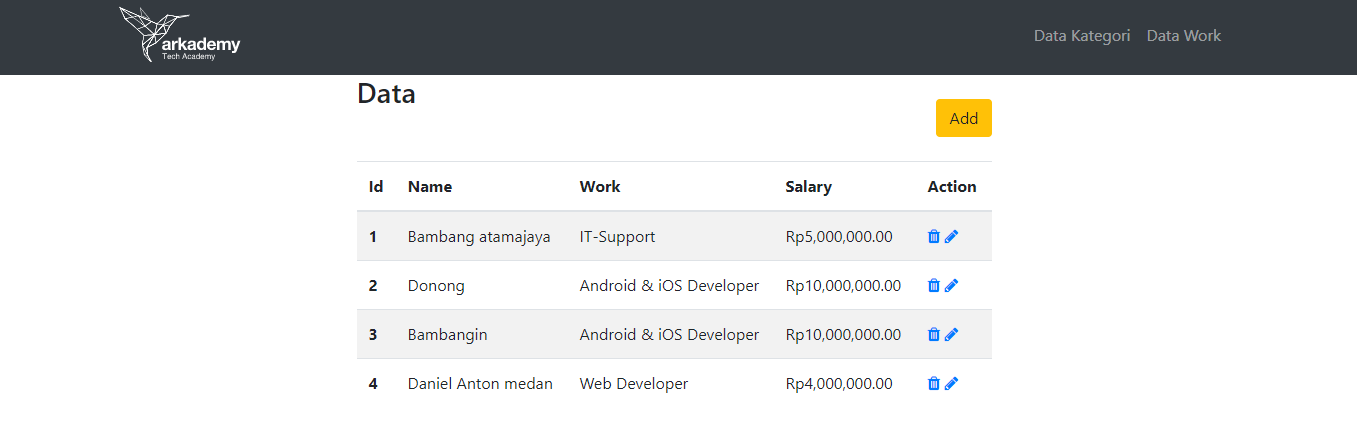 arkademy
Tech Academy
Data Kategori Data Work
Data
Add
Id Name Work Salary Action
1 Bambang atamajaya IT-Support Rp5,000,000.00
2 Donong Android & iOS Developer Rp10,000,000.00
3 Bambangin Android & iOS Developer Rp10,000,000.00
4 Daniel Anton medan Web Developer Rp4,000,000.00